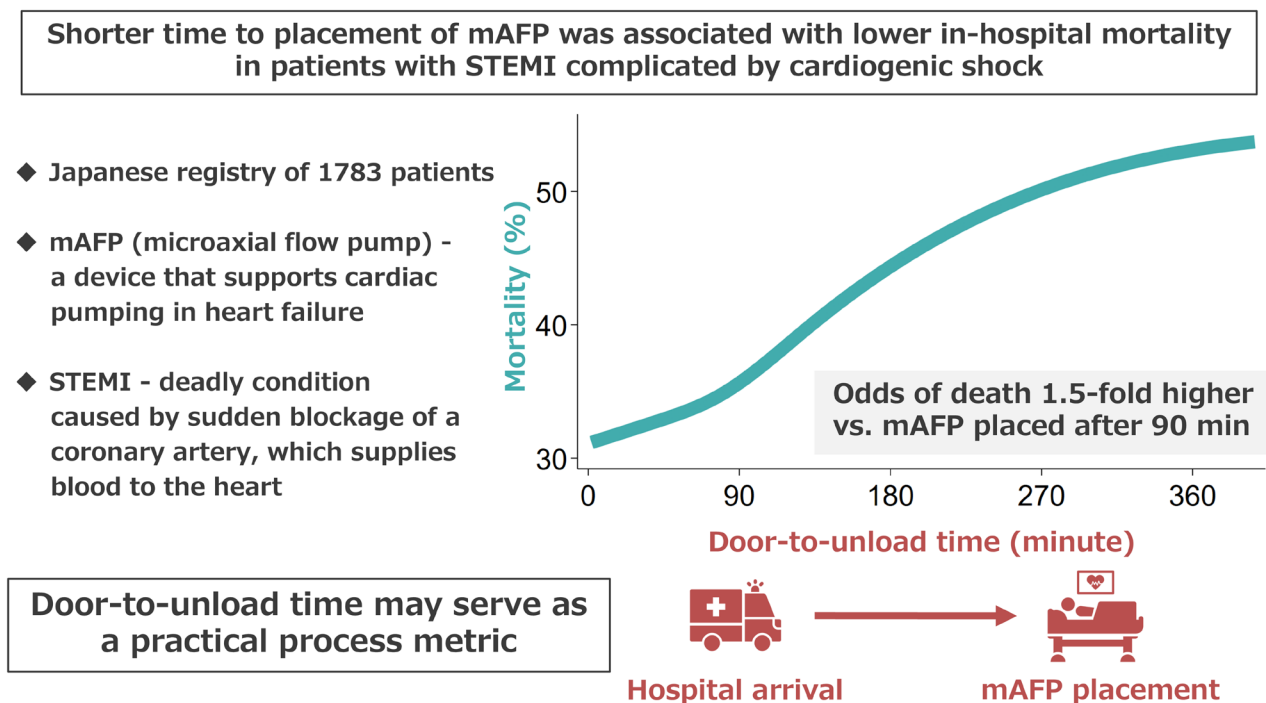 Shorter time to placement of mAFP was associated with lower in-hospital mortality
in patients with STEMI complicated by cardiogenic shock
◆ Japanese registry of 1783 patients
◆ mAFP (microaxial flow pump) -
a device that supports cardiac
pumping in heart failure
◆ STEMI - deadly condition
caused by sudden blockage of a
coronary artery, which supplies
blood to the heart
Mortality (%)
50
40
30
Odds of death 1.5-fold higher
vs. mAFP placed after 90 min
0 90 180 270 360
Door-to-unload time (minute)
Door-to-unload time may serve as
a practical process metric
Hospital arrival
mAFP placement